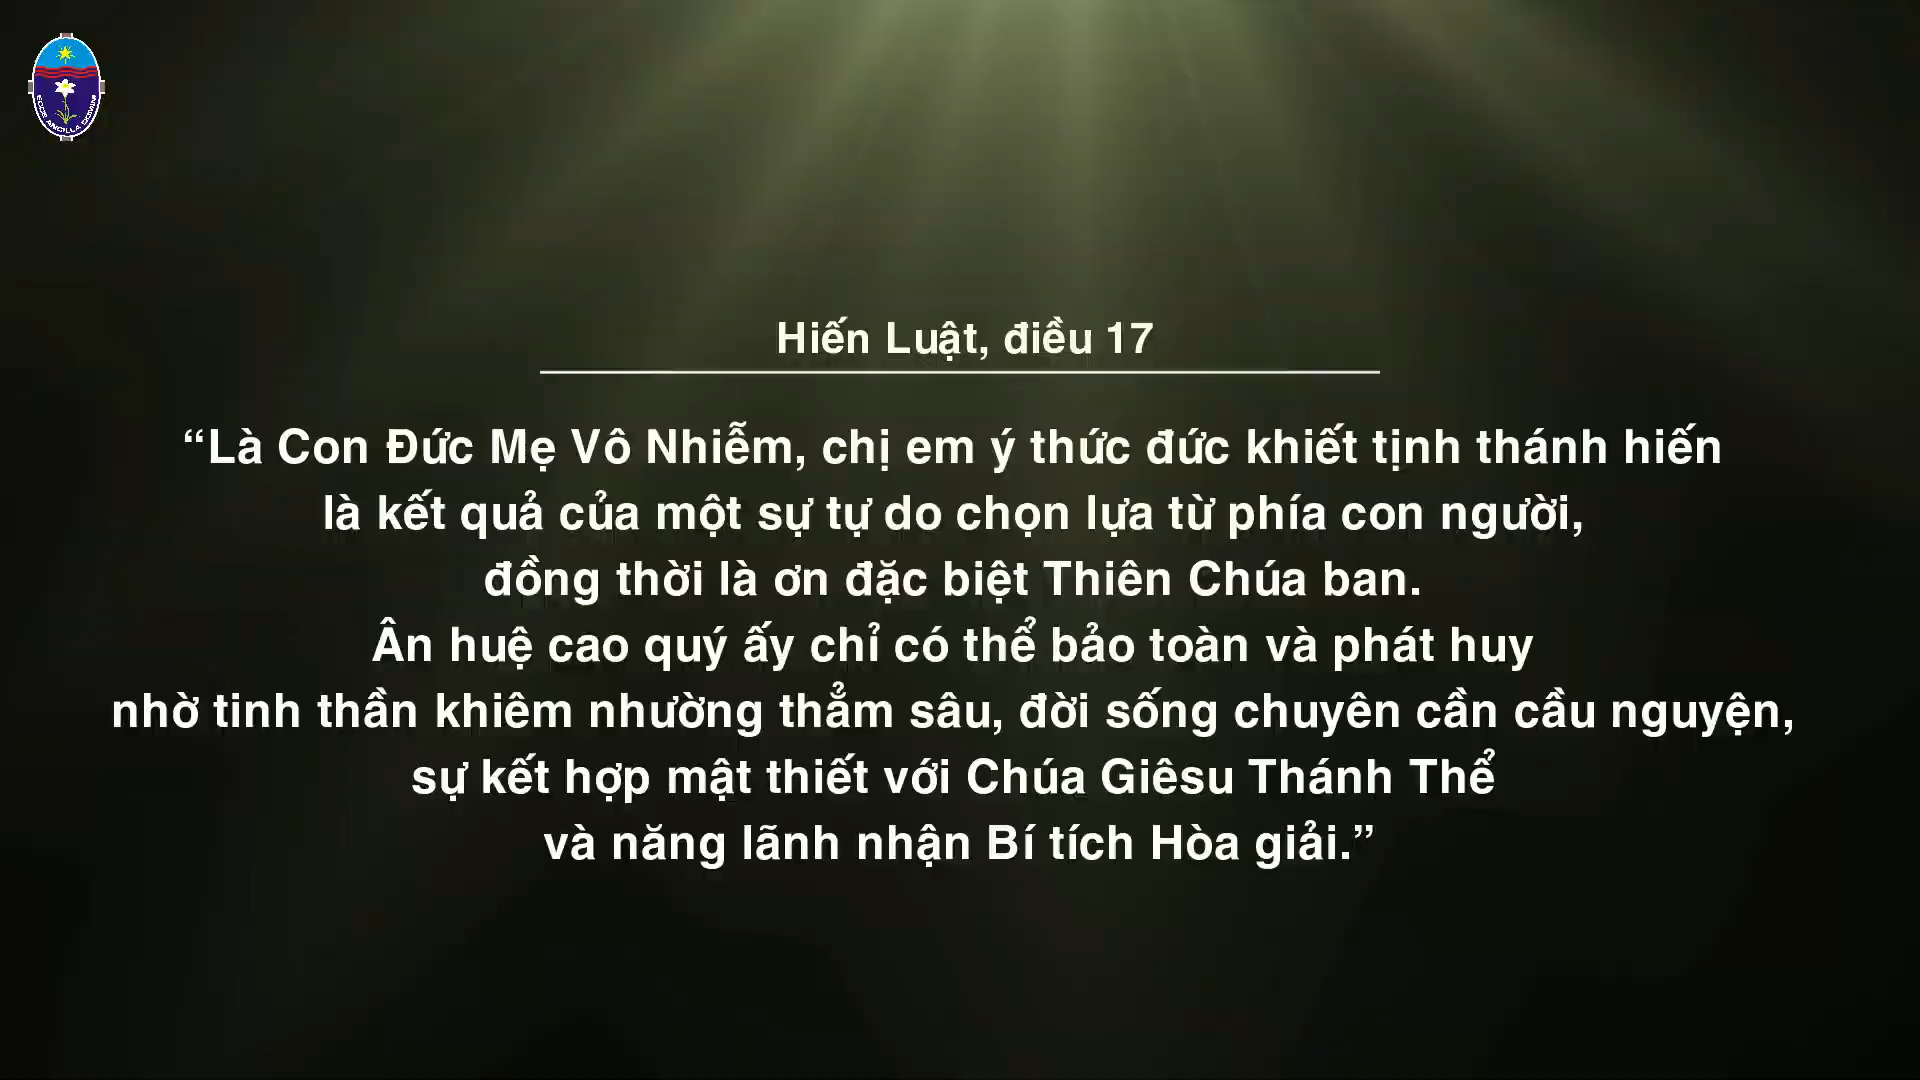 ECCE ANCILLA DOMINI
Hiến Luật, điều 17
“Là Con Đức Mẹ Vô Nhiễm, chị em ý thức đức khiết tịnh thánh hiến
là kết quả của một sự tự do chọn lựa từ phía con người,
đồng thời là ơn đặc biệt Thiên Chúa ban.
Ân huệ cao quý ấy chỉ có thể bảo toàn và phát huy
nhờ tinh thần khiêm nhường thẳm sâu, đời sống chuyên cần cầu nguyện,
sự kết hợp mật thiết với Chúa Giêsu Thánh Thể
và năng lãnh nhận Bí tích Hòa giải.”